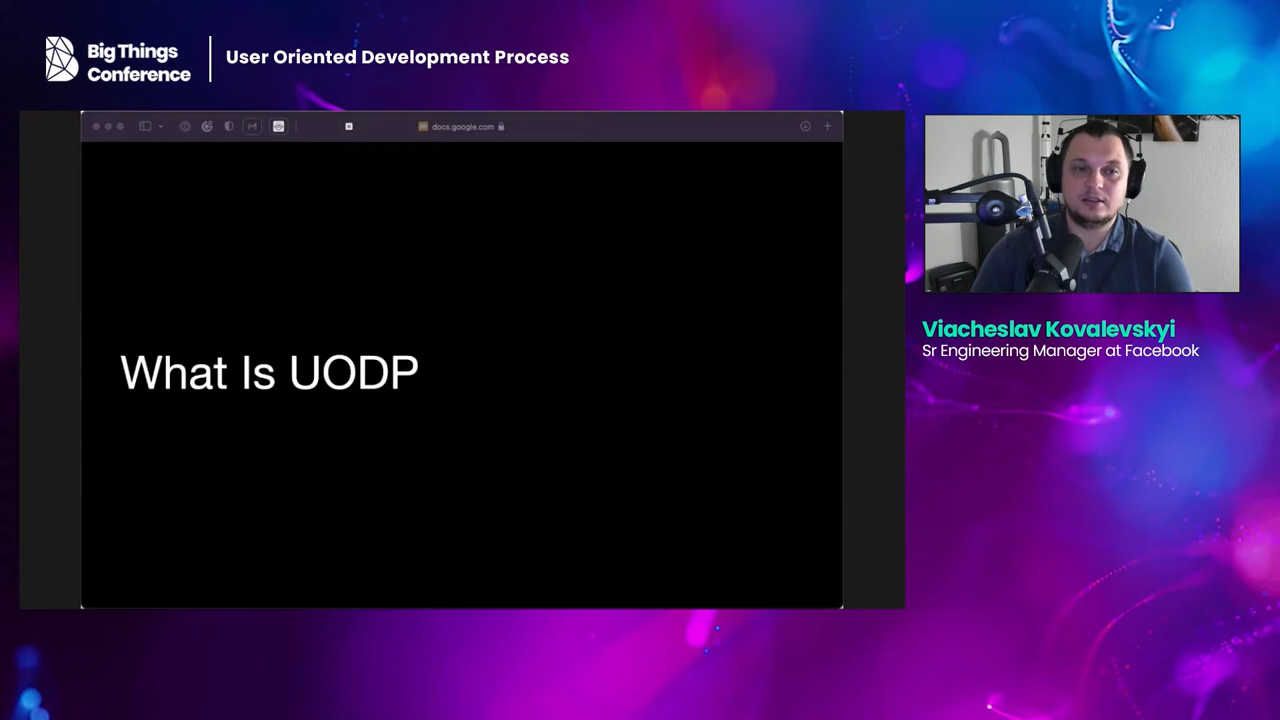 Big Things
Conference
User Oriented Development Process
docs.google.com
What Is UODP
Viacheslav Kovalevskyi
Sr Engineering Manager at Facebook